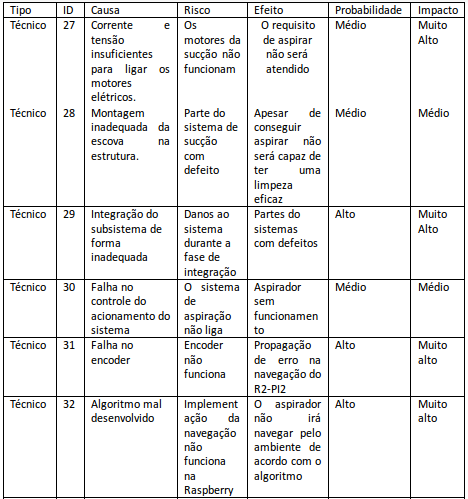 Tipo ID Causa Risco Efeito Probabilidade Impacto
Técnico 27 Corrente e Os O requisito Médio Muito
tensão motores da de aspirar Alto
insuficientes sucção não não será
para ligar os funcionam atendido
motores
elétricos.
Técnico 28 Montagem Parte do Apesar de Médio Médio
inadequada da sistema de conseguir
escova na sucção aspirar não
estrutura. com será capaz de
defeito ter uma
limpeza
eficaz
Técnico 29 Integração do Danos ao Partes do Alto Muito
subsistema de sistema sistemas Alto
forma durante a com defeitos
inadequada fase de
integração
Técnico 30 Falha no O sistema Aspirador Médio Médio
controle do de sem
acionamento do aspiração funcionamen
sistema não liga to
Técnico 31 Falha no Encoder Propagação Alto Muito
encoder não de erro na alto
funciona navegação do
R2-PI2
Técnico 32 Algoritmo mal Implement O aspirador Alto Muito
desenvolvido ação da não irá alto
navegação navegar pelo
não ambiente de
funciona acordo com o
na algoritmo
Raspberry